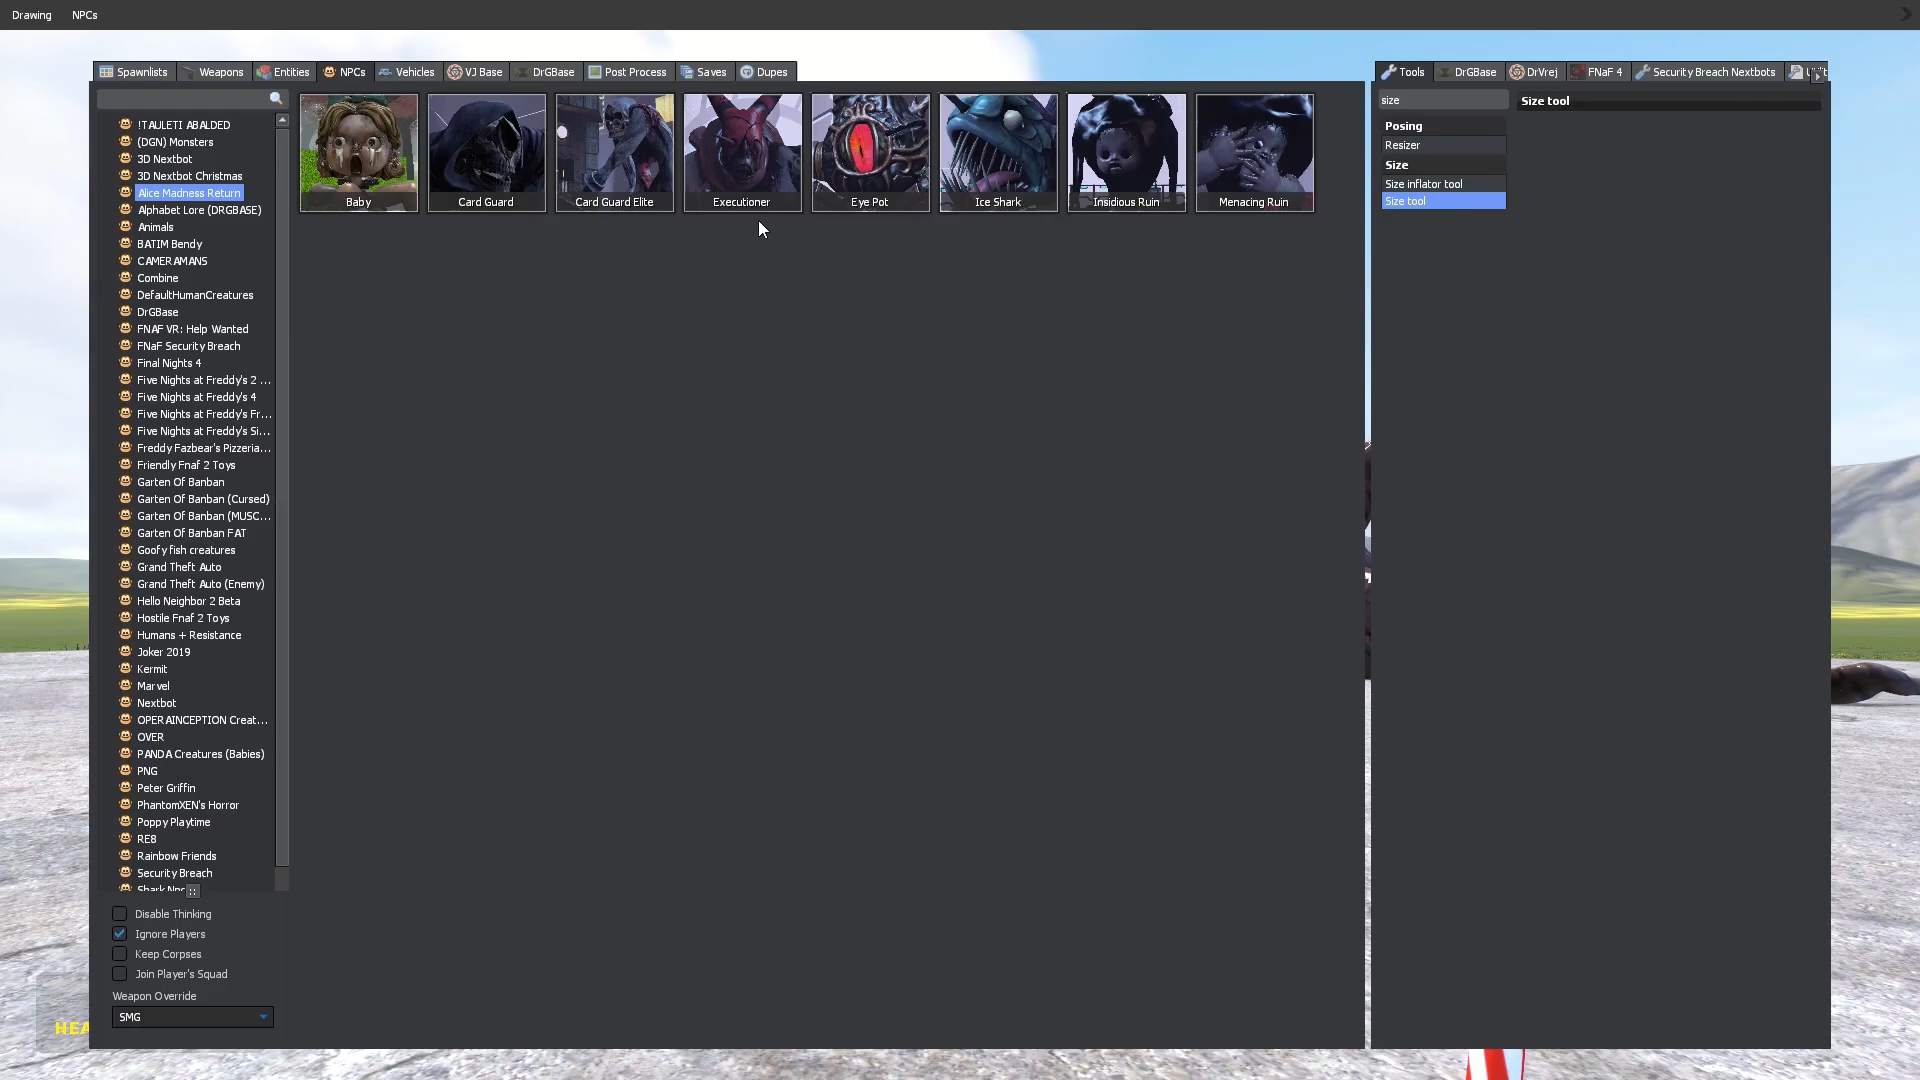 Drawing NPCs
Spawnlists Weapons Entities NPCs Vehicles VJ Base DrGBase Post Process Saves Dupes
Tools DrGBase DrVrej FNaF 4 Security Breach Nextbots
!TAULETI ABALDED
(DGN) Monsters
3D Nextbot
3D Nextbot Christmas
Alice Madness Return
Alphabet Lore (DRGBASE)
Animals
BATIM Bendy
CAMERAMANS
Combine
DefaultHumanCreatures
DrGBase
FNAF VR: Help Wanted
FNaF Security Breach
Final Nights 4
Five Nights at Freddy's 2 ...
Five Nights at Freddy's 4
Five Nights at Freddy's Fr...
Five Nights at Freddy's Si...
Freddy Fazbear's Pizzeria...
Friendly Fnaf 2 Toys
Garten Of Banban
Garten Of Banban (Cursed)
Garten Of Banban (MUSC...
Garten Of Banban FAT
Goofy fish creatures
Grand Theft Auto
Grand Theft Auto (Enemy)
Hello Neighbor 2 Beta
Hostile Fnaf 2 Toys
Humans + Resistance
Joker 2019
Kermit
Marvel
Nextbot
OPERAINCEPTION Creat...
OVER
PANDA Creatures (Babies)
PNG
Peter Griffin
PhantomXEN's Horror
Poppy Playtime
RE8
Rainbow Friends
Security Breach
Disable Thinking
Ignore Players
Keep Corpses
Join Player's Squad
Weapon Override
SMG
Baby Card Guard Card Guard Elite Executioner Eye Pot Ice Shark Insidious Ruin Menacing Ruin
size
Posing
Resizer
Size
Size inflator tool
Size tool
Size tool